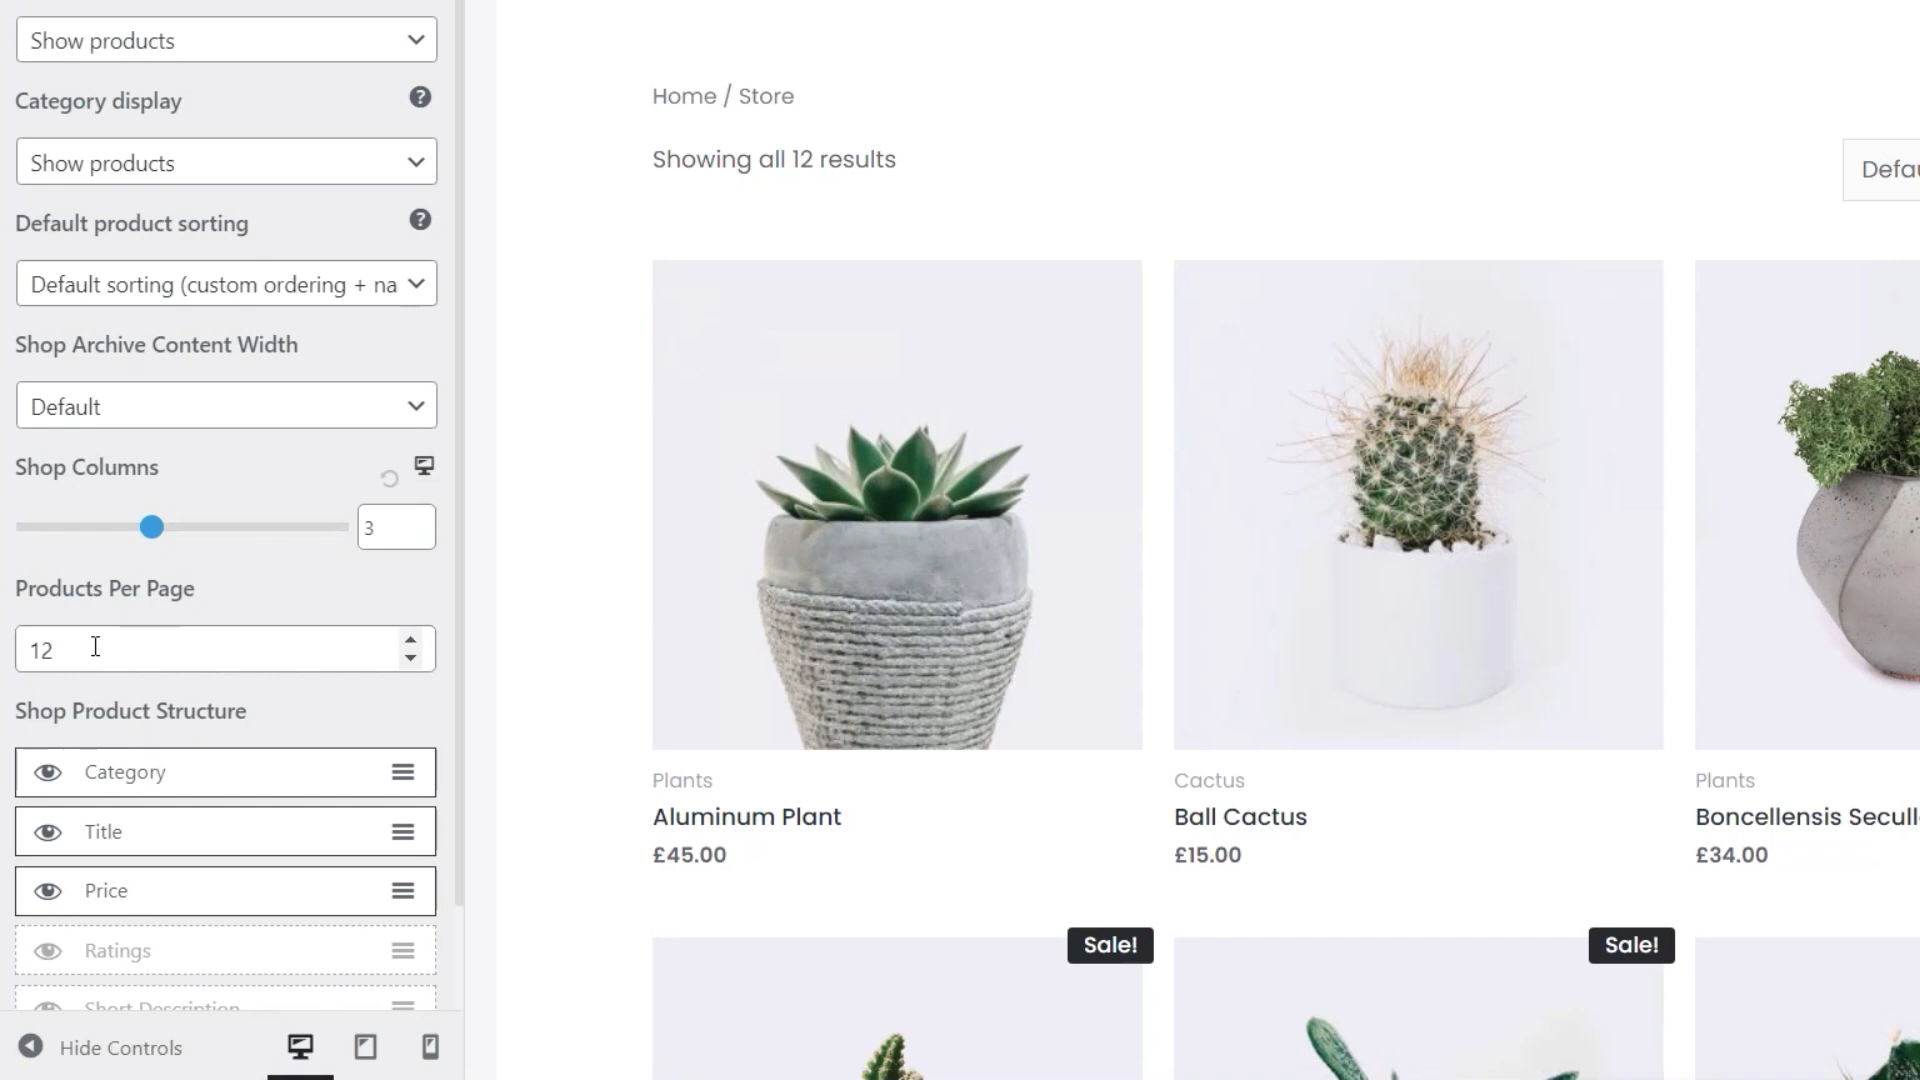 Show products
Category display
Show products
Default product sorting
Default sorting (custom ordering + na
Shop Archive Content Width
Default
Shop Columns
3
Products Per Page
12
Shop Product Structure
Category
Title
Price
Ratings
Short Description
Hide Controls
Home / Store
Showing all 12 results
Defau
Plants
Aluminum Plant
£45.00
Cactus
Ball Cactus
£15.00
Plants
Boncellensis Secull
£34.00
Sale!
Sale!